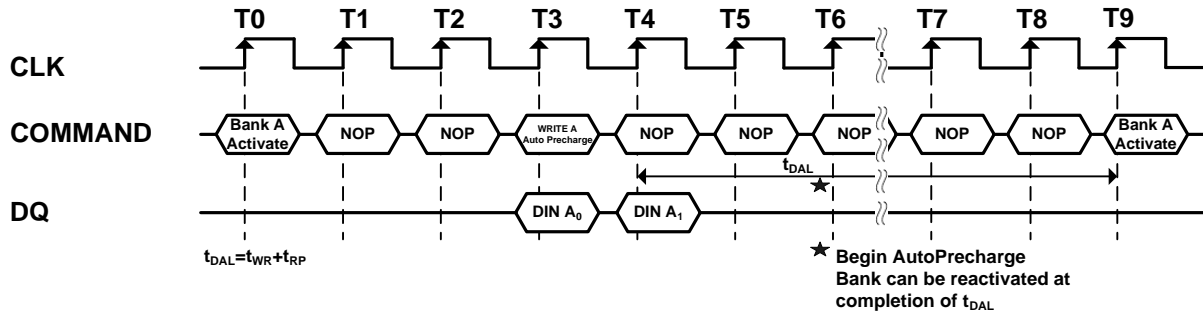 T0 T1 T2 T3 T4 T5 T6 T7 T8 T9
CLK
COMMAND
Bank A Activate NOP NOP WRITE A Auto Precharge NOP NOP NOP NOP NOP Bank A Activate
tDAL
DQ
DIN A0 DIN A1
tDAL=tWR+tRP
Begin AutoPrecharge
Bank can be reactivated at
completion of tDAL